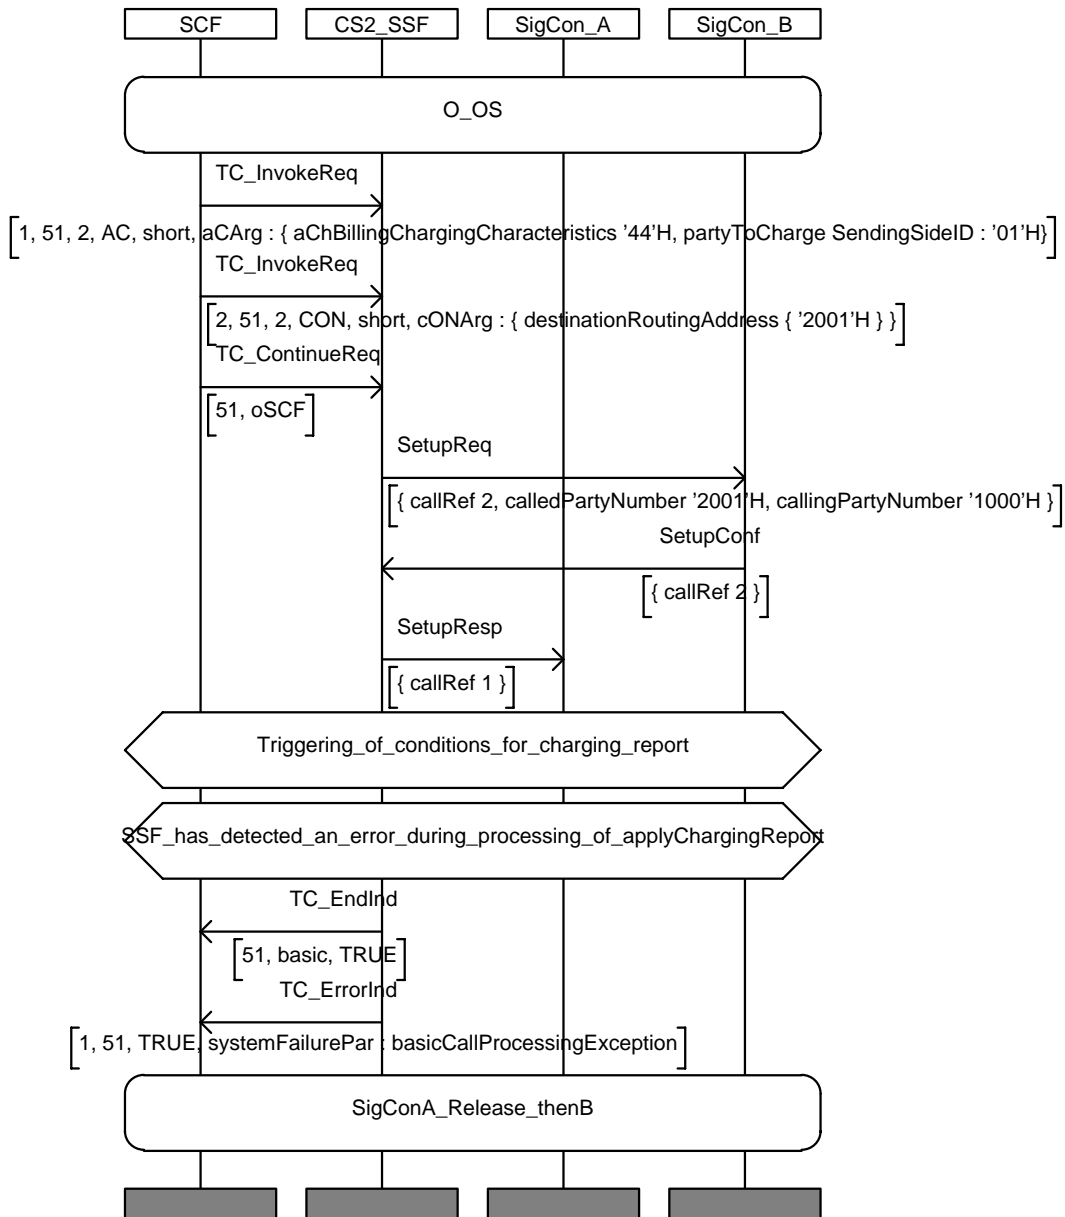 SCF
CS2_SSF
SigCon_A
SigCon_B
O_OS
TC_InvokeReq
1, 51, 2, AC, short, aCArg : { aChBillingChargingCharacteristics '44'H, partyToCharge SendingSideID : '01'H}
TC_InvokeReq
2, 51, 2, CON, short, cONArg : { destinationRoutingAddress { '2001'H } }
TC_ContinueReq
51, oSCF
SetupReq
{ callRef 2, calledPartyNumber '2001'H, callingPartyNumber '1000'H }
SetupConf
{ callRef 2 }
SetupResp
{ callRef 1 }
Triggering_of_conditions_for_charging_report
SSF_has_detected_an_error_during_processing_of_applyChargingReport
TC_EndInd
51, basic, TRUE
TC_ErrorInd
1, 51, TRUE, systemFailurePar : basicCallProcessingException
SigConA_Release_thenB